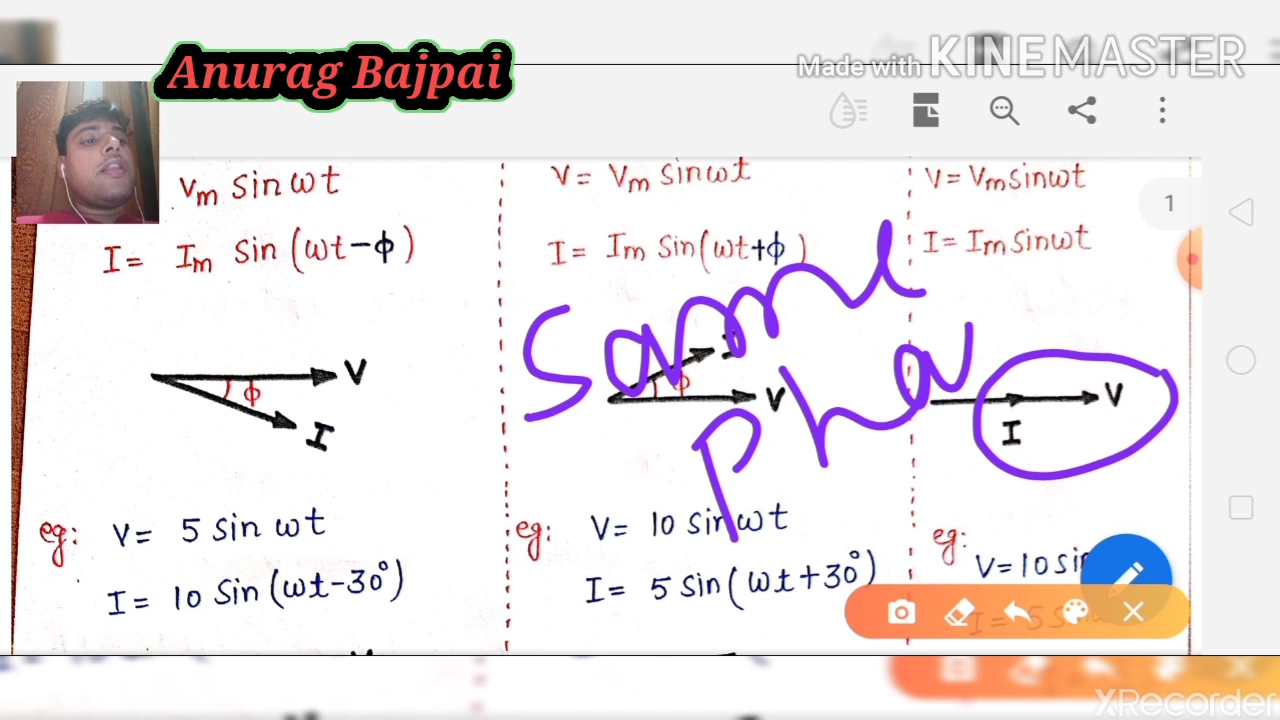 Anurag Bajpai
Made with KINEMASTER
1
Vm Sin ωt
I = Im Sin (ωt-ϕ)
V
ϕ
I
eg: V = 5 sin ωt
I = 10 Sin (ωt-30°)
V = Vm Sinωt
I = Im Sin(ωt+ϕ)
ϕ
V
eg: V = 10 sin ωt
I = 5 sin (ωt+30°)
V = Vm sinωt
I = Im Sinωt
V
I
eg:
V = 10 sin
same
pha
XRecorder